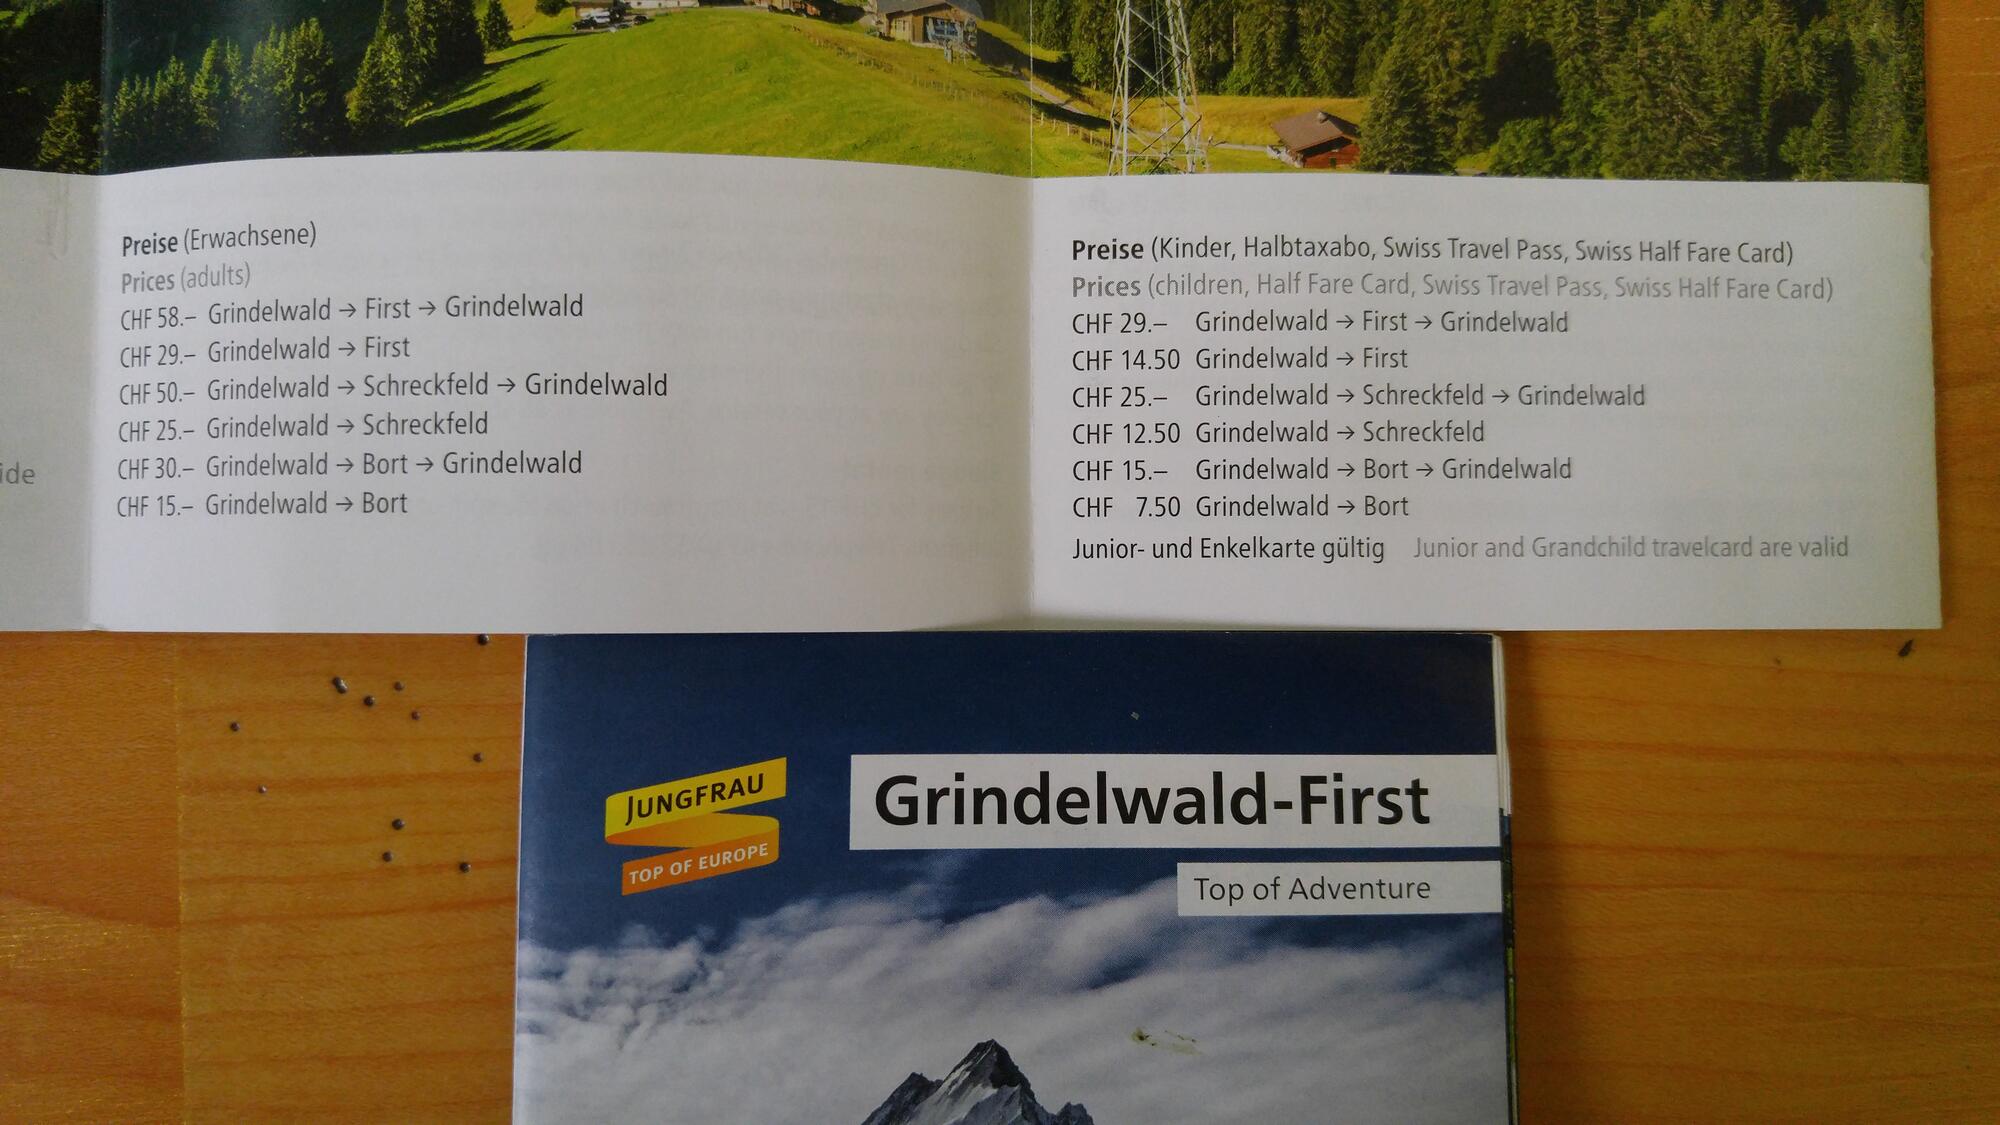 ide
Preise (Erwachsene)
Prices (adults)
CHF 58.– Grindelwald → First → Grindelwald
CHF 29.– Grindelwald → First
CHF 50.– Grindelwald → Schreckfeld → Grindelwald
CHF 25.– Grindelwald → Schreckfeld
CHF 30.– Grindelwald → Bort → Grindelwald
CHF 15.– Grindelwald → Bort
Preise (Kinder, Halbtaxabo, Swiss Travel Pass, Swiss Half Fare Card)
Prices (children, Half Fare Card, Swiss Travel Pass, Swiss Half Fare Card)
CHF 29.– Grindelwald → First → Grindelwald
CHF 14.50 Grindelwald → First
CHF 25.– Grindelwald → Schreckfeld → Grindelwald
CHF 12.50 Grindelwald → Schreckfeld
CHF 15.– Grindelwald → Bort → Grindelwald
CHF 7.50 Grindelwald → Bort
Junior- und Enkelkarte gültig Junior and Grandchild travelcard are valid
JUNGFRAU
TOP OF EUROPE
Grindelwald-First
Top of Adventure